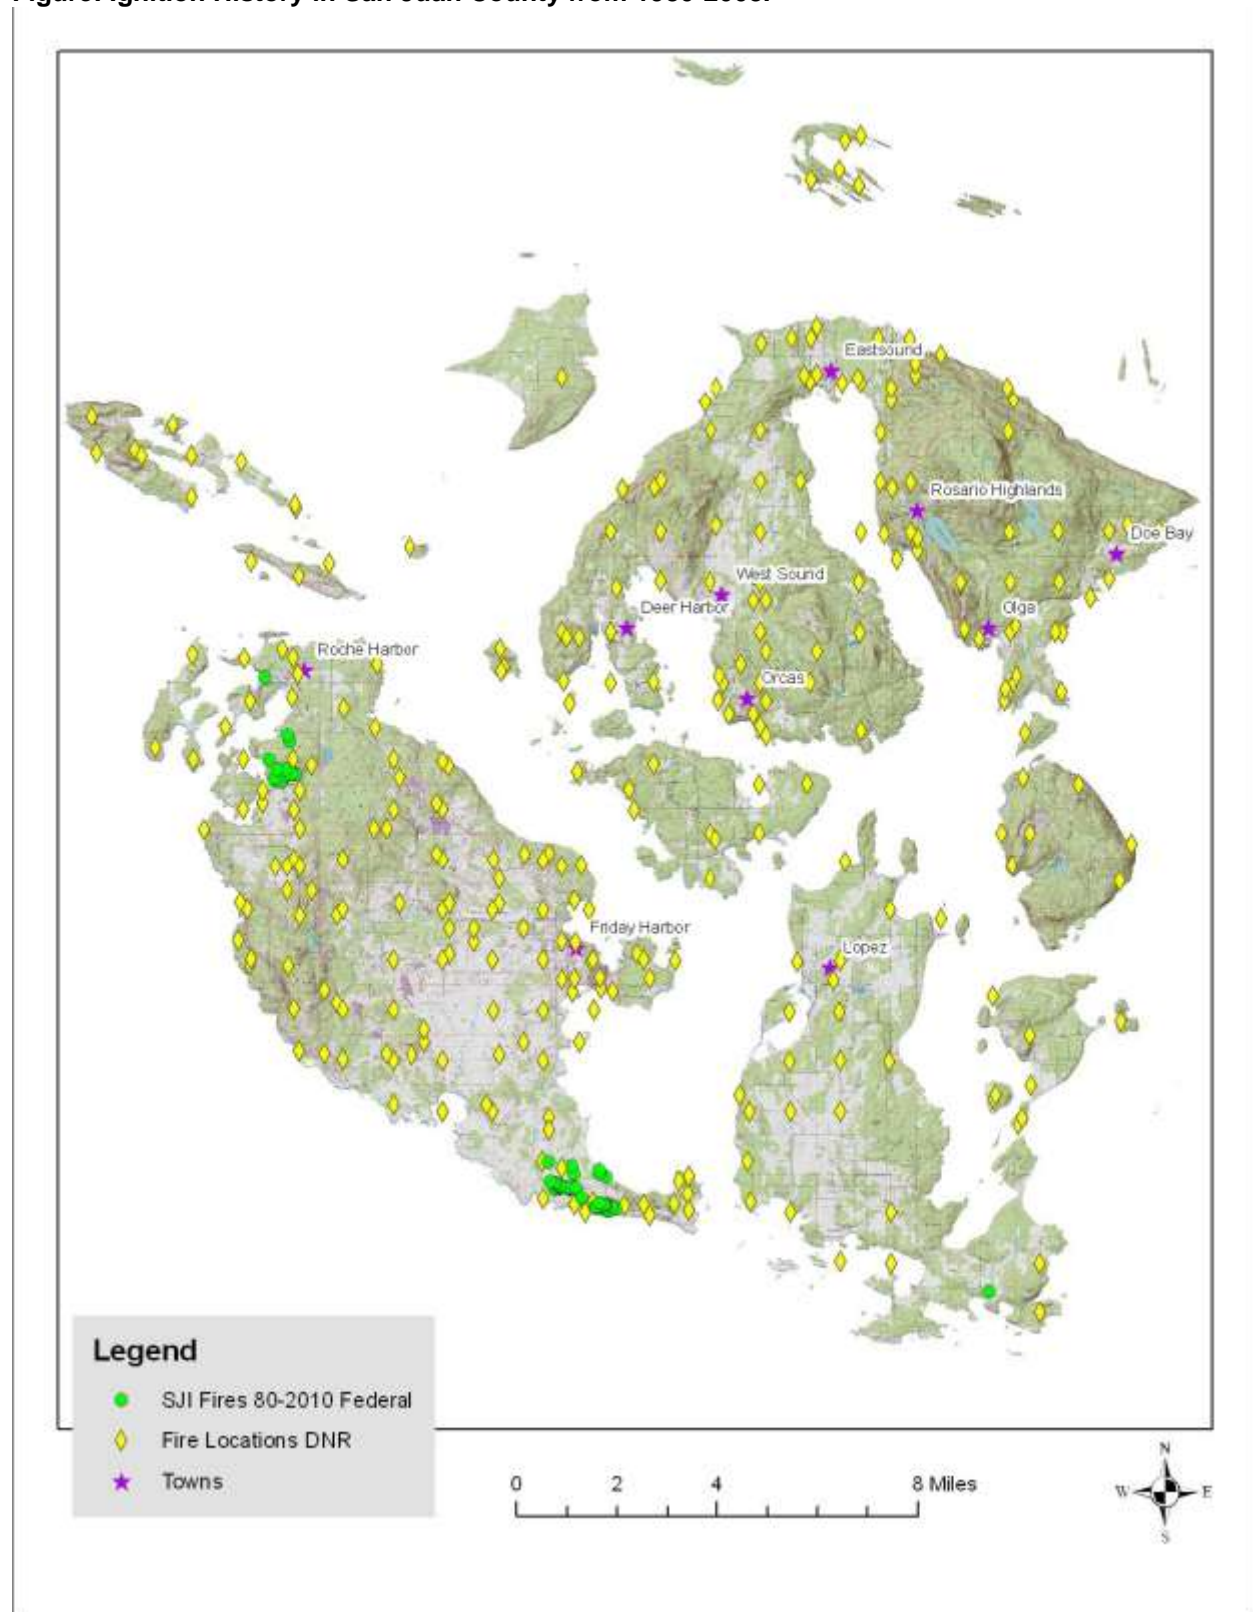 Eastsound
Rosario Highlands
Doe Bay
West Sound
Deer Harbor
Olga
Roche Harbor
Orcas
Friday Harbor
Lopez
Legend
SJI Fires 80-2010 Federal
Fire Locations DNR
Towns
0 2 4 8 Miles
N
W E
S